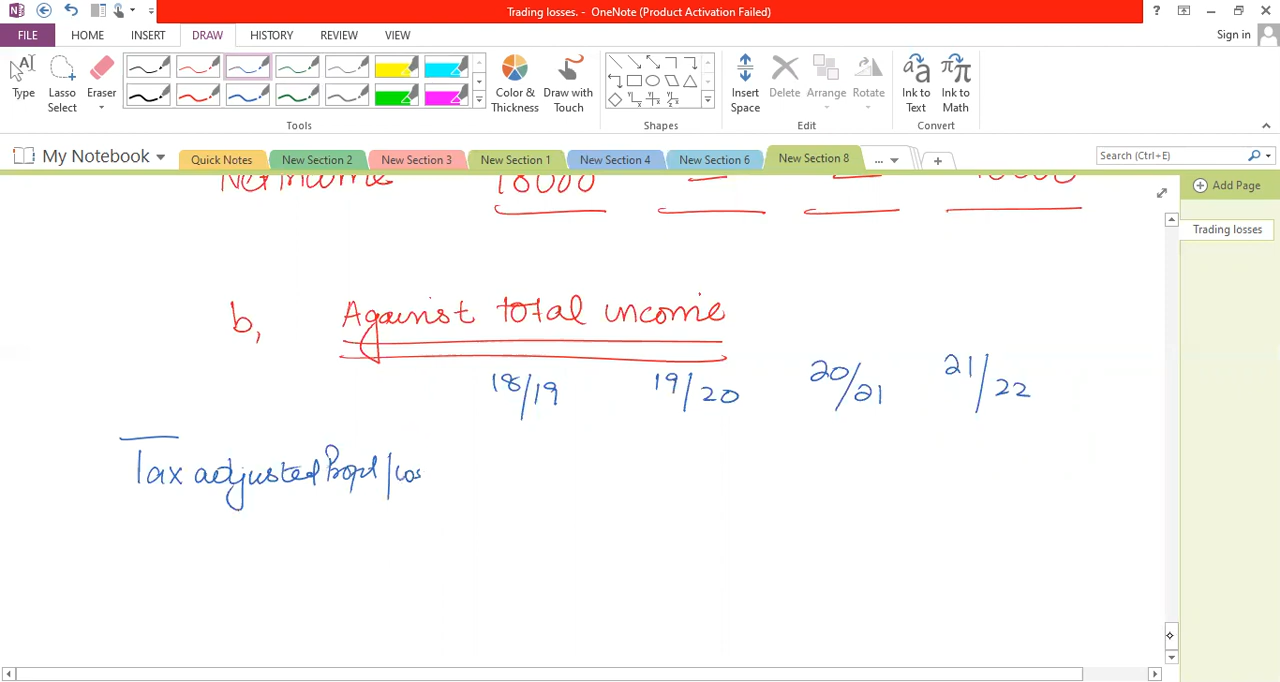 Trading losses. - OneNote (Product Activation Failed)
FILE HOME INSERT DRAW HISTORY REVIEW VIEW Sign in
Type Lasso Select Eraser Color & Thickness Draw with Touch Insert Space Delete Arrange Rotate Ink to Text Ink to Math
Tools Shapes Edit Convert
My Notebook Quick Notes New Section 2 New Section 3 New Section 1 New Section 4 New Section 6 New Section 8 ... Search (Ctrl+E)
Add Page
Trading losses
Net income 18000
b, Against total income
18/19 19/20 20/21 21/22
Tax adjusted